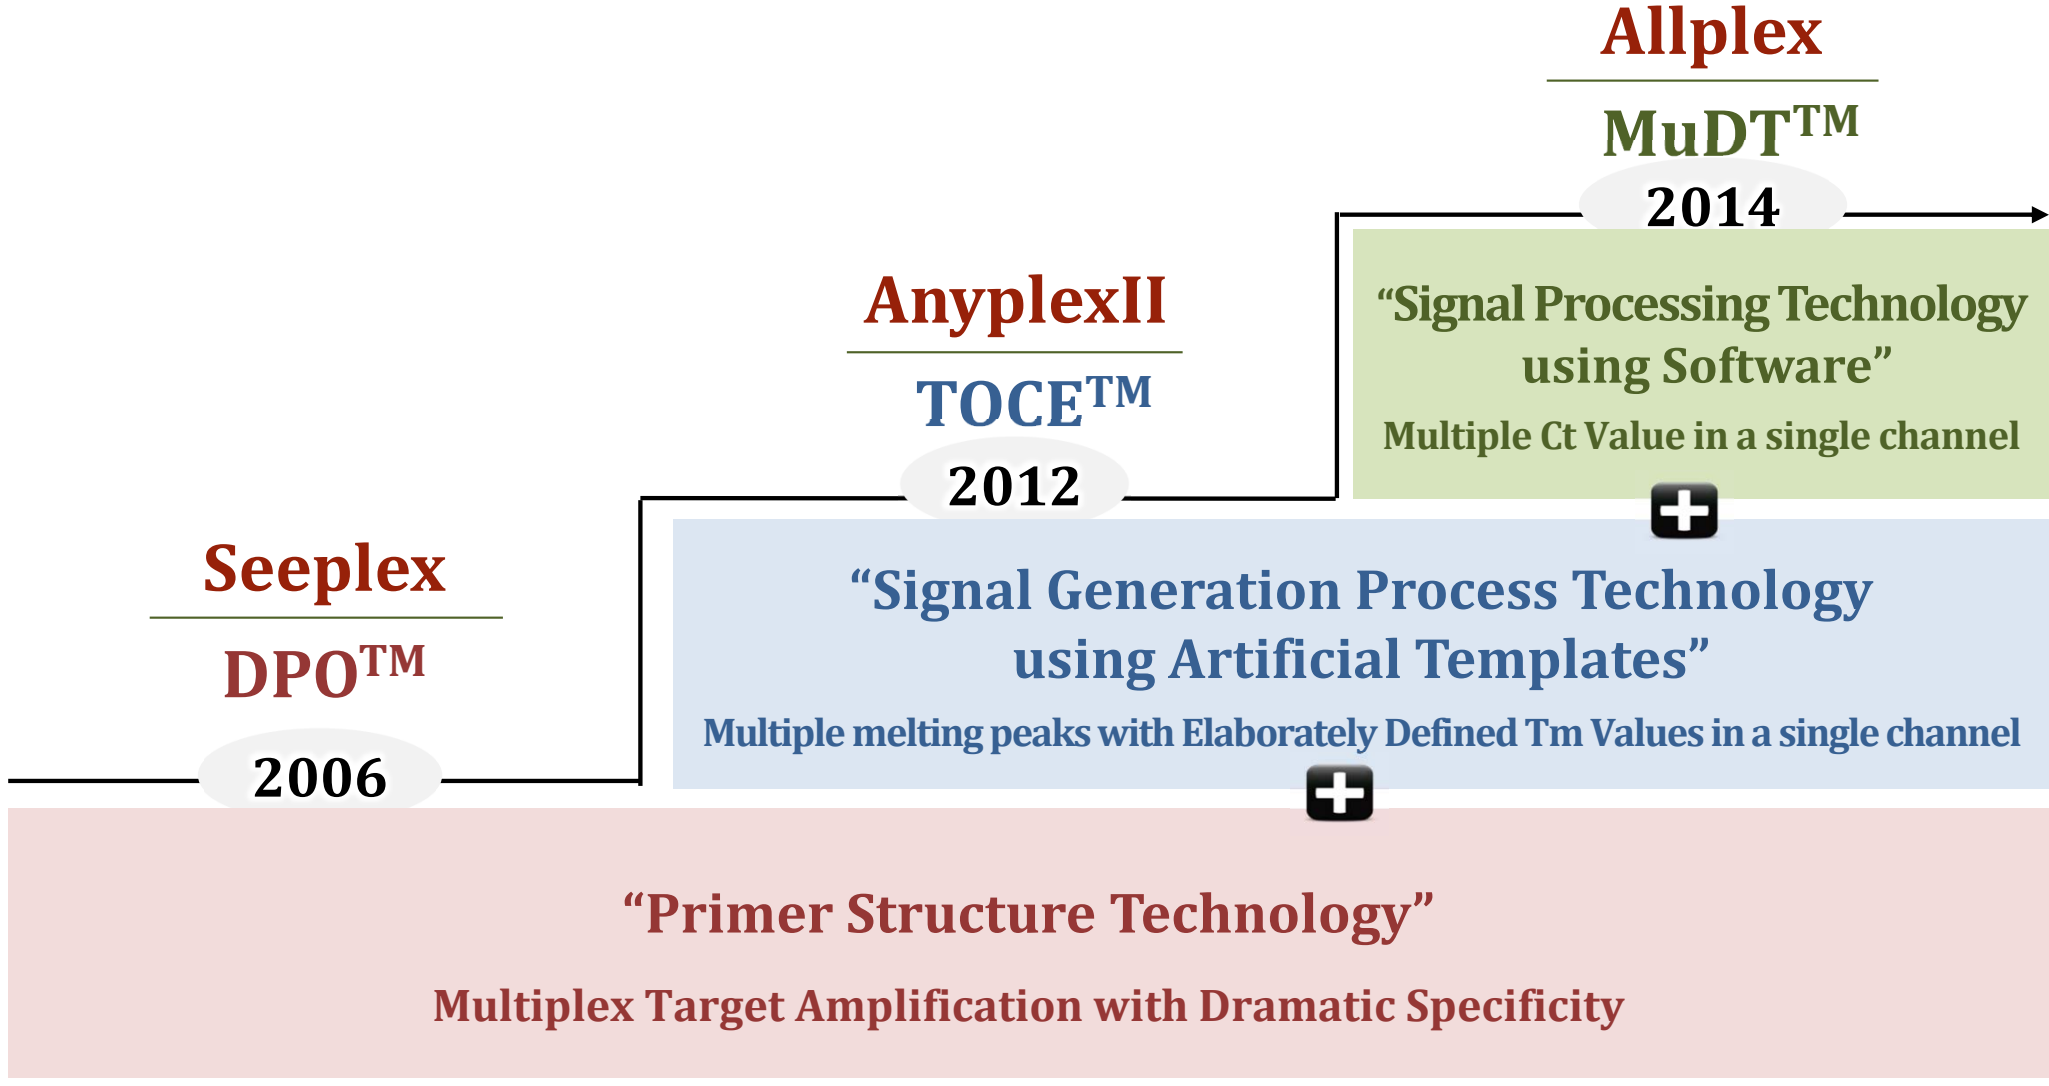 Allplex
MuDT™
2014
“Signal Processing Technology
using Software”
Multiple Ct Value in a single channel
AnyplexII
TOCE™
2012
“Signal Generation Process Technology
using Artificial Templates”
Multiple melting peaks with Elaborately Defined Tm Values in a single channel
Seeplex
DPO™
2006
“Primer Structure Technology”
Multiplex Target Amplification with Dramatic Specificity